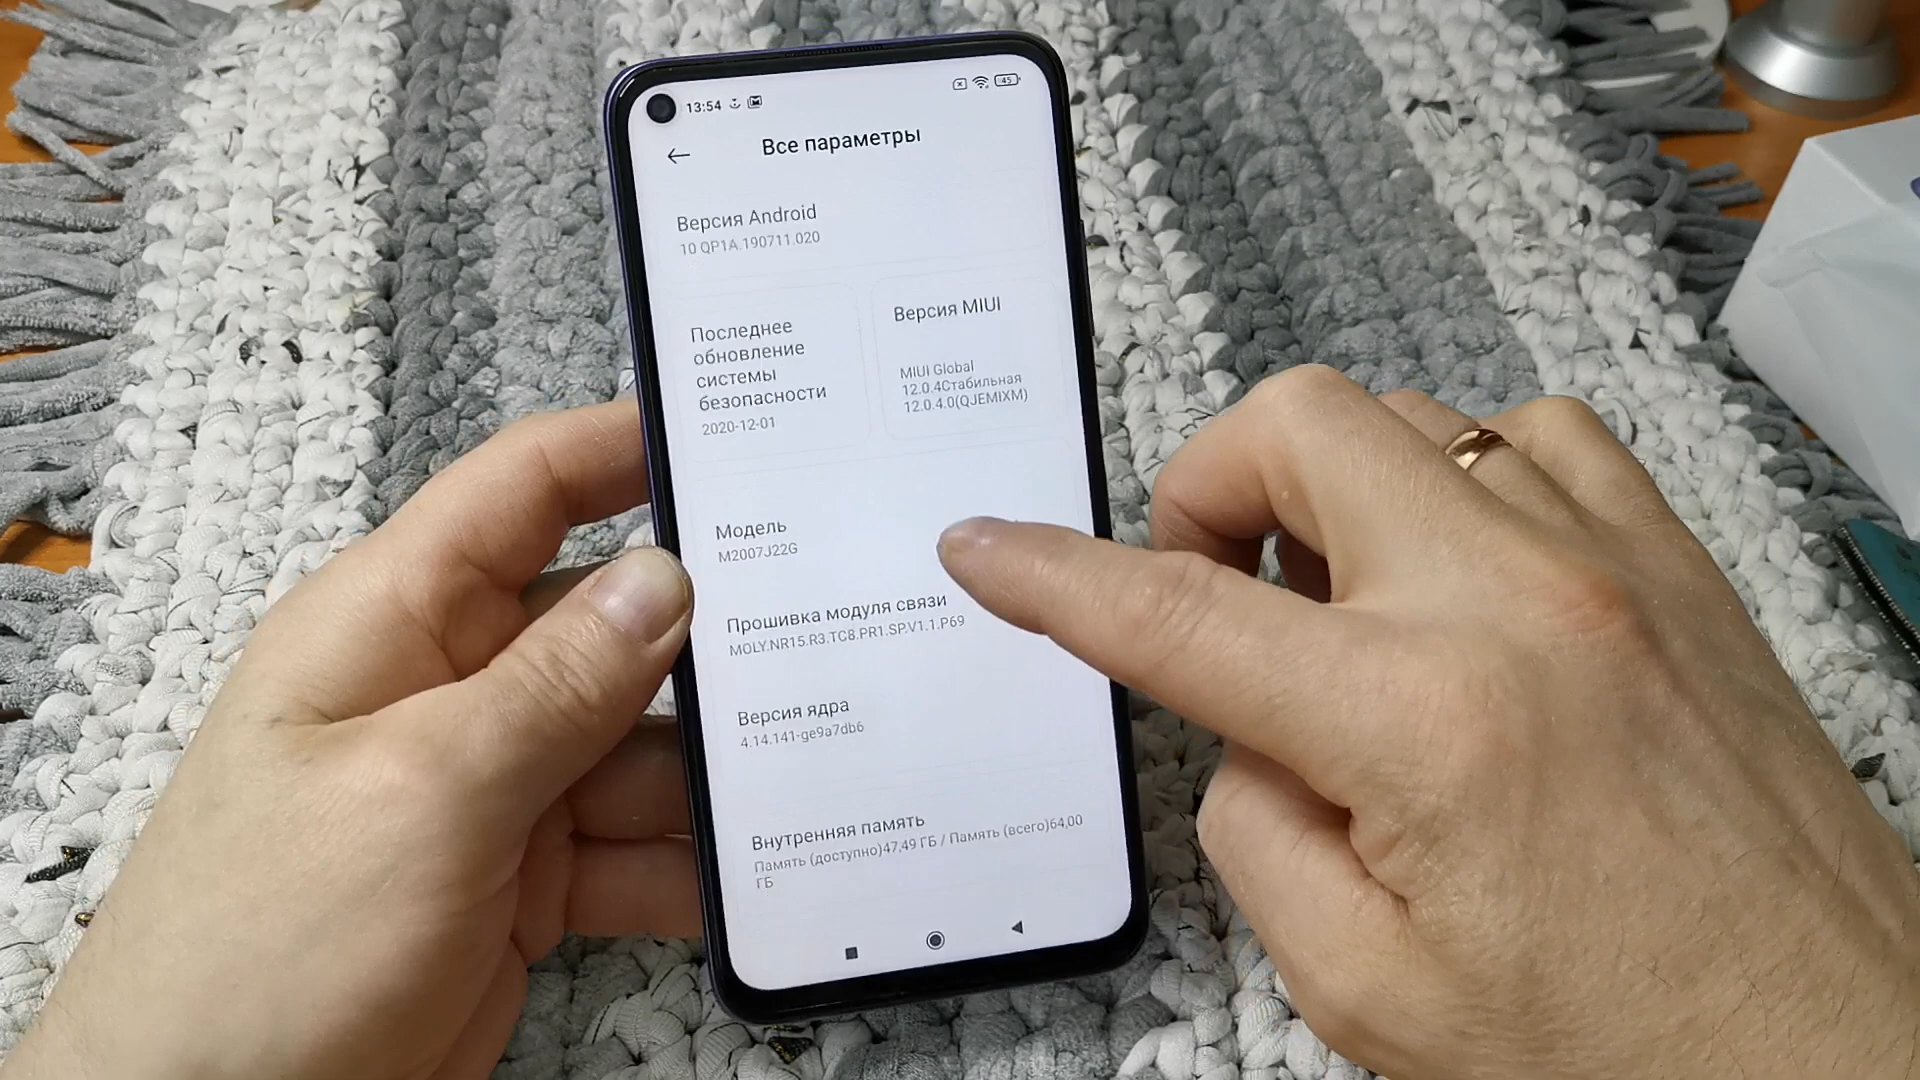 13:54
45
Все параметры
Версия Android
10 QP1A.190711.020
Последнее
обновление
системы
безопасности
2020-12-01
Версия MIUI
MIUI Global
12.0.4Стабильная
12.0.4.0(QJEMIXM)
Модель
M2007J22G
Прошивка модуля связи
MOLY.NR15.R3.TC8.PR1.SP.V1.1.P69
Версия ядра
4.14.141-ge9a7db6
Внутренняя память
Память (доступно)47,49 ГБ / Память (всего)64,00
ГБ